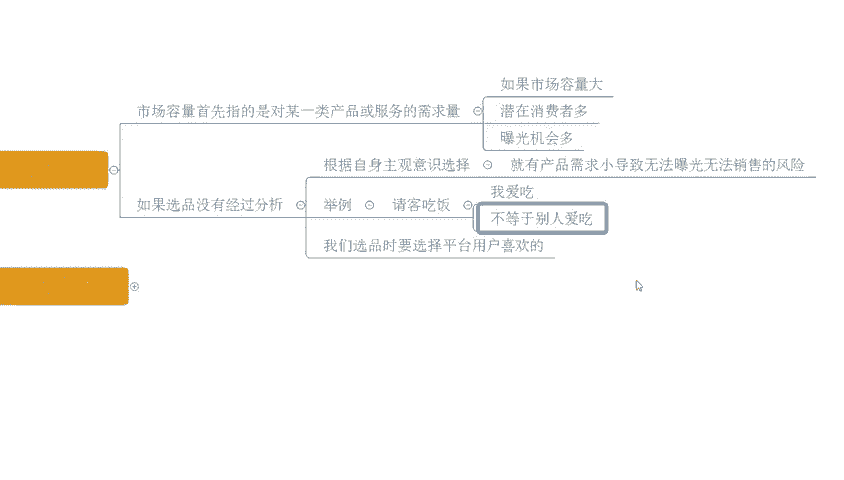 如果市场容量大
市场容量首先指的是对某一类产品或服务的需求量
潜在消费者多
曝光机会多
根据自身主观意识选择
就有产品需求小导致无法曝光无法销售的风险
如果选品没有经过分析
举例
请客吃饭
我爱吃
不等于别人爱吃
我们选品时要选择平台用户喜欢的